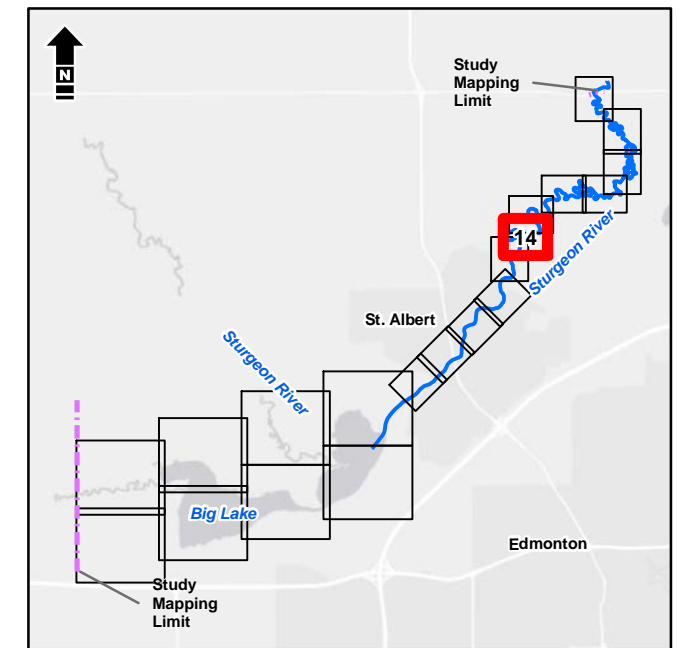 N
Study
Mapping
Limit
14
Sturgeon River
St. Albert
Sturgeon River
Big Lake
Edmonton
Study
Mapping
Limit